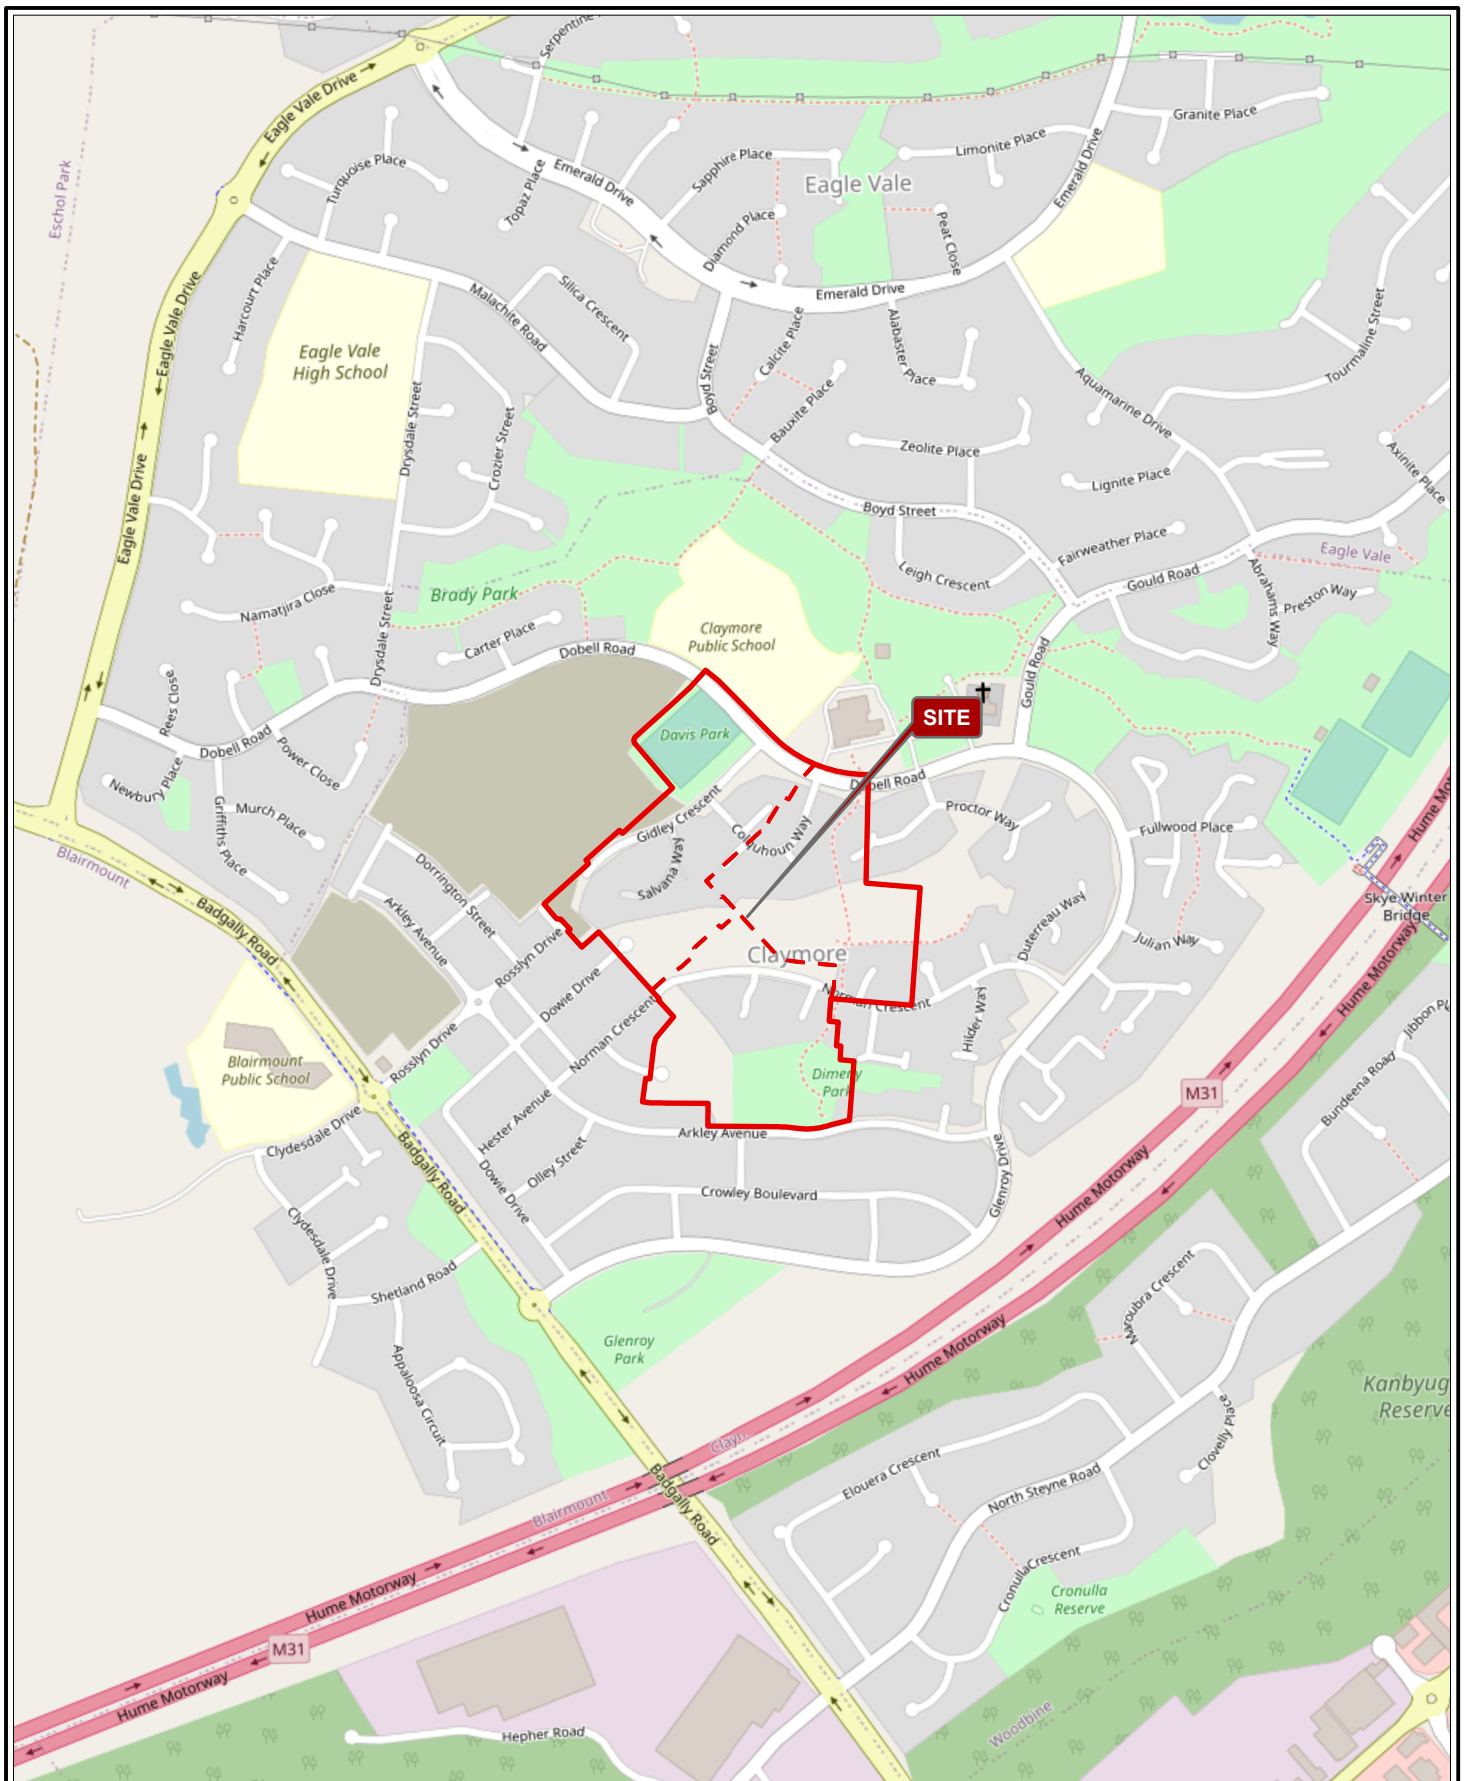 Serpentine
Eagle Vale Drive
Eagle Vale Drive
Eschol Park
Turquoise Place
Topaz Place
Emerald Drive
Sapphire Place
Eagle Vale
Limonite Place
Granite Place
Emerald Drive
Diamond Place
Peat Close
Harcourt Place
Malachite Road
Silica Crescent
Emerald Drive
Eagle Vale
High School
Boyd Street
Calcite Place
Alabaster Place
Tourmaline Street
Aquamarine Drive
Drysdale Street
Crozier Street
Bauxite Place
Zeolite Place
Lignite Place
Axinite Place
Eagle Vale Drive
Boyd Street
Fairweather Place
Eagle Vale
Leigh Crescent
Gould Road
Abrahams Way
Preston Way
Namatjira Close
Brady Park
Drysdale Street
Carter Place
Dobell Road
Claymore
Public School
Gould Road
Rees Close
Dobell Road
Power Close
Newbury Place
Griffiths Place
Murch Place
Davis Park
SITE
Dobell Road
Gidley Crescent
Colquhoun Way
Proctor Way
Fullwood Place
Hume Mo
Blairmount
Badgally Road
Dorrington Street
Arkley Avenue
Salvana Way
Skye Winter
Bridge
Duterreau Way
Julian Way
Hume Motorway
Rosslyn Drive
Claymore
Dowie Drive
Norman Crescent
Norman Crescent
Hilder Way
Blairmount
Public School
Rosslyn Drive
Dimeny
Park
M31
Jibbon Pl
Bundeena Road
Clydesdale Drive
Hester Avenue
Arkley Avenue
Badgally Road
Olley Street
Dowie Drive
Crowley Boulevard
Glenroy Drive
Hume Motorway
Clydesdale Drive
Shetland Road
Maroubra Crescent
Glenroy
Park
Hume Motorway
Appaloosa Circuit
Kanbyug
Reserve
Clovelly Place
Clay
Elouera Crescent
North Steyne Road
Blairmount
Badgally Road
Cronulla Crescent
Cronulla
Reserve
Hume Motorway
M31
Hume Motorway
Hepher Road
Woodbine